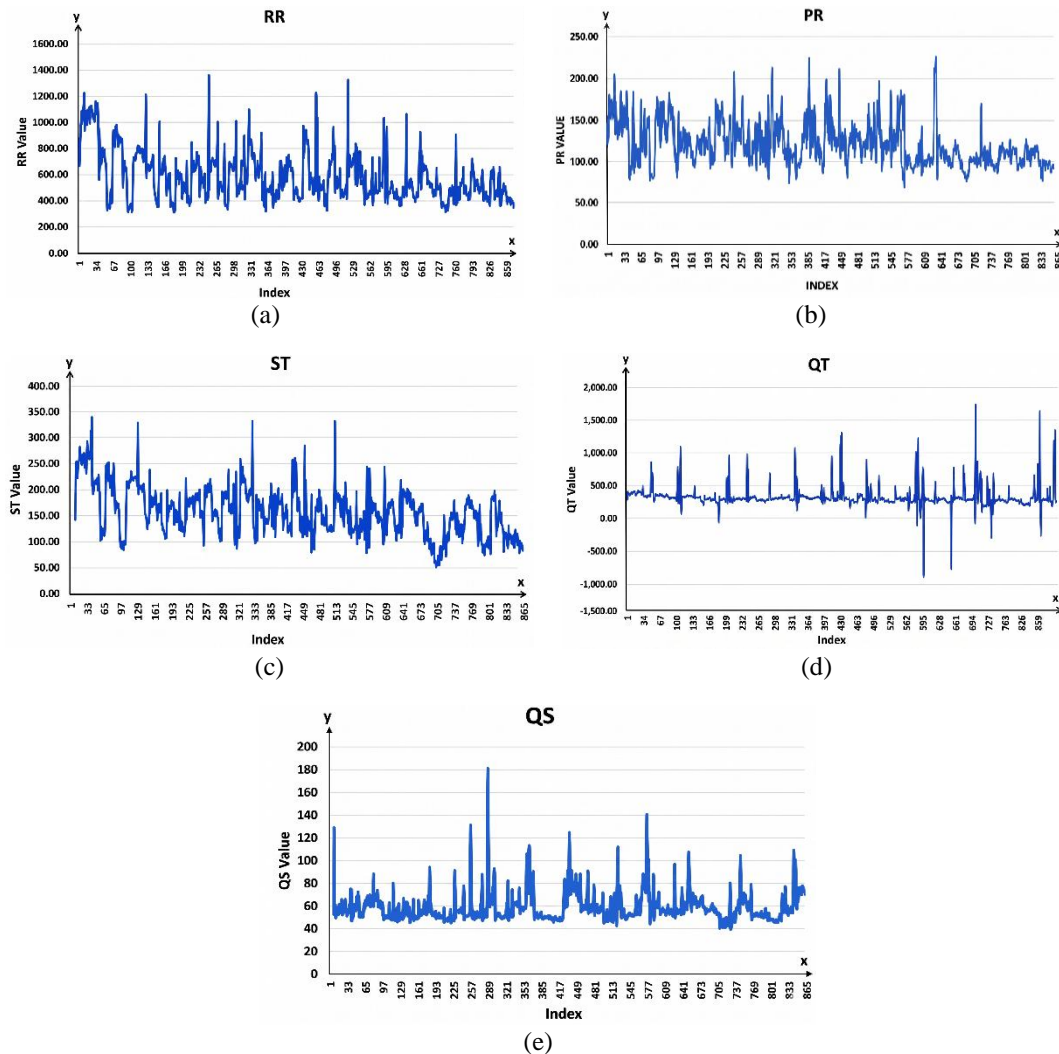 y
RR
1600.00
1400.00
1200.00
1000.00
800.00
600.00
400.00
200.00
0.00
RR Value
x
1 34 67 100 133 166 199 232 265 298 331 364 397 430 463 496 529 562 595 628 661 694 727 760 793 826 859
Index
(a)
y
PR
250.00
200.00
150.00
100.00
50.00
0.00
PR VALUE
x
1 33 65 97 129 161 193 225 257 289 321 353 385 417 449 481 513 545 577 609 641 673 705 737 769 801 833 865
INDEX
(b)
y
ST
400.00
350.00
300.00
250.00
200.00
150.00
100.00
50.00
0.00
ST Value
x
1 33 65 97 129 161 193 225 257 289 321 333 385 417 449 481 513 545 577 609 641 673 705 737 769 801 833 865
Index
(c)
y
QT
2,000.00
1,500.00
1,000.00
500.00
0.00
-500.00
-1,000.00
-1,500.00
QT Value
x
1 34 67 100 133 166 199 232 265 298 331 364 397 430 463 496 529 562 595 628 661 694 727 763 826 859
Index
(d)
y
QS
200
180
160
140
120
100
80
60
40
20
0
QS Value
x
1 33 65 97 129 161 193 225 257 289 321 353 385 417 449 481 513 545 577 609 641 673 705 737 769 801 833 865
Index
(e)